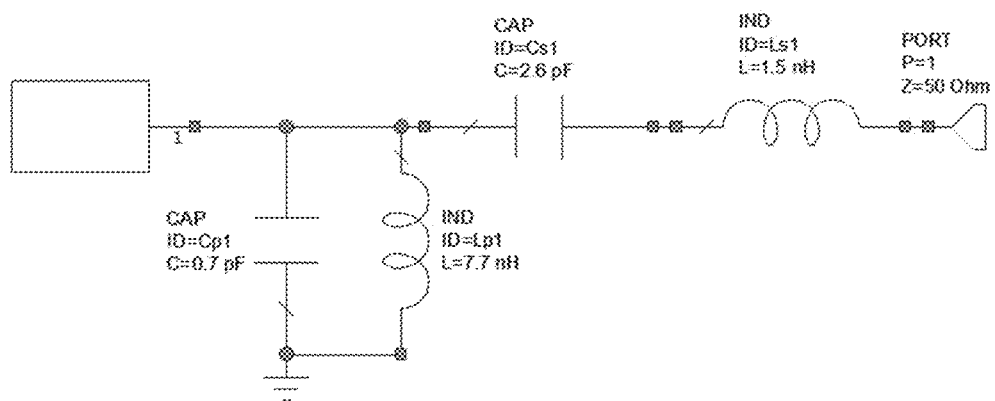 CAP
ID=Cs1
C=2.6 pF
IND
ID=Ls1
L=1.5 nH
PORT
P=1
Z=50 Ohm
1
CAP
ID=Cp1
C=0.7 pF
IND
ID=Lp1
L=7.7 nH